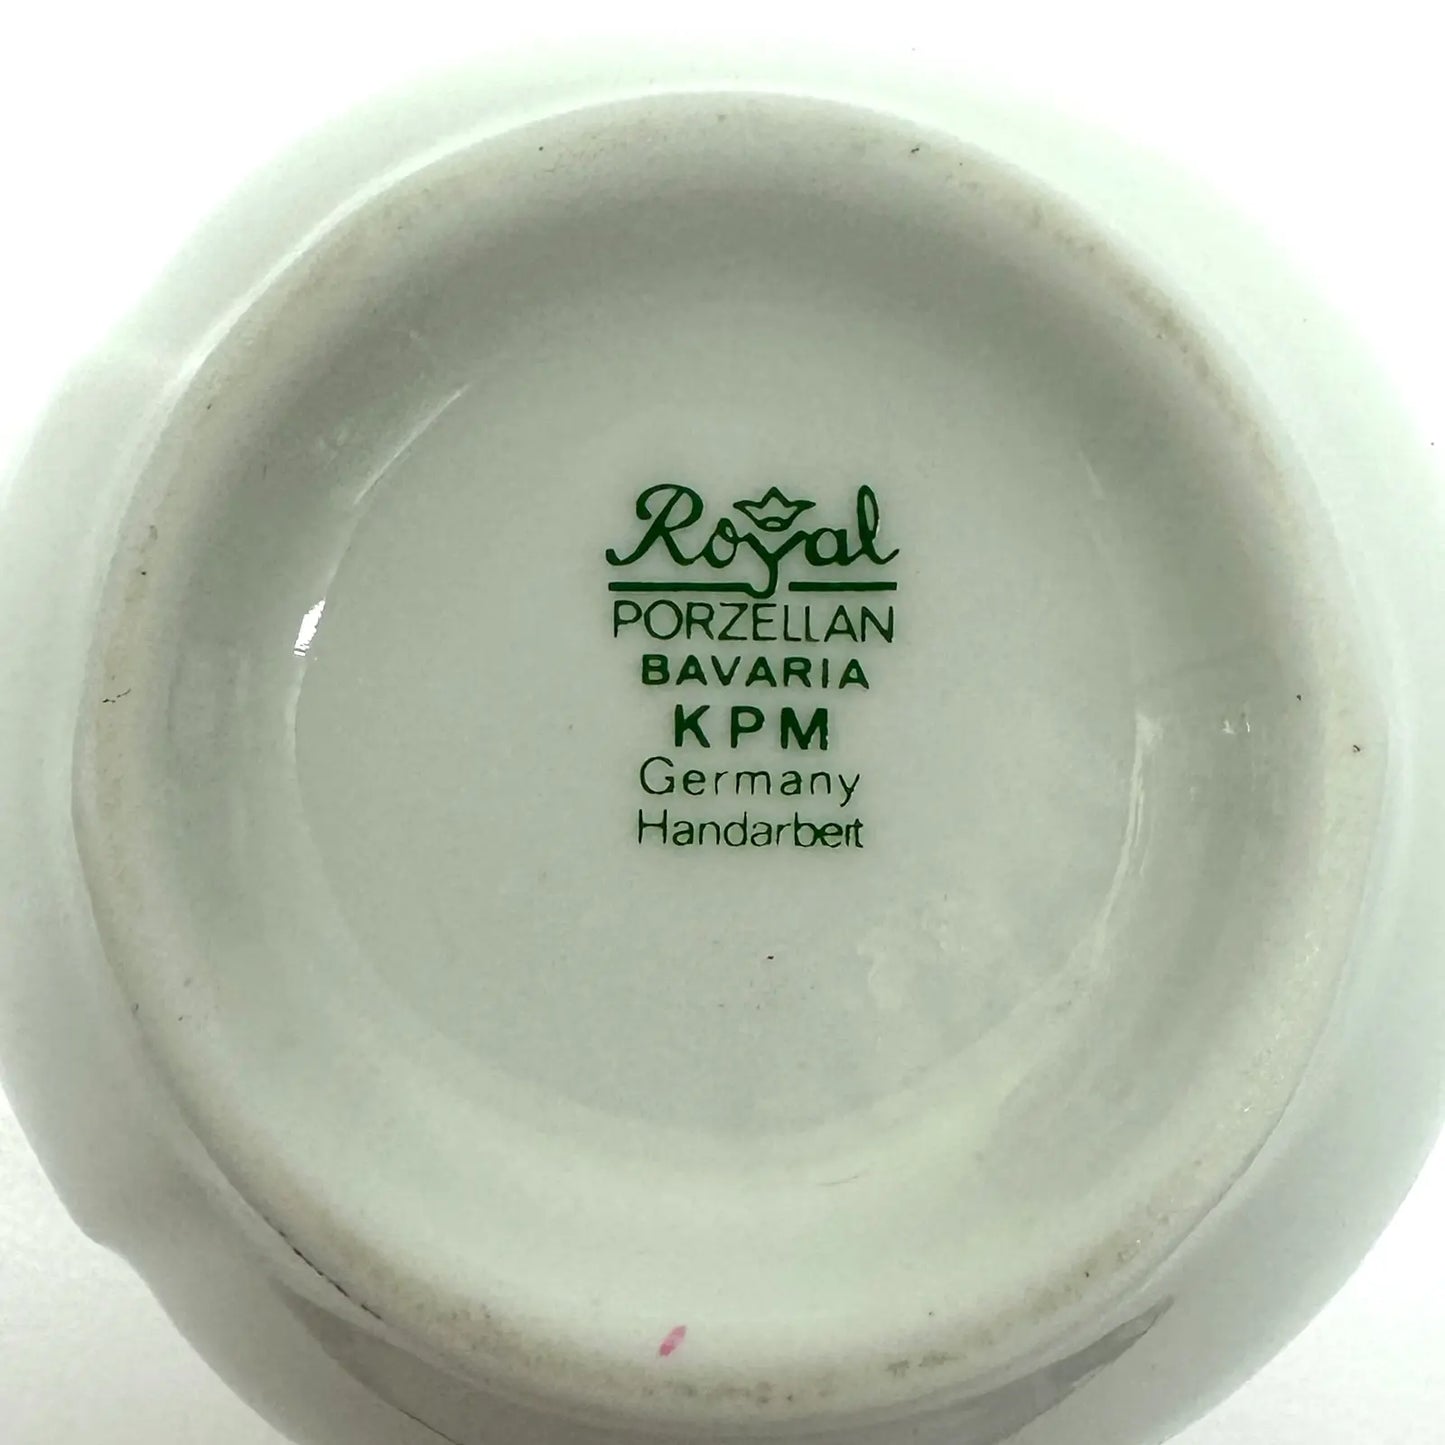 Royal
PORZELLAN
BAVARIA
KPM
Germany
Handarbeit